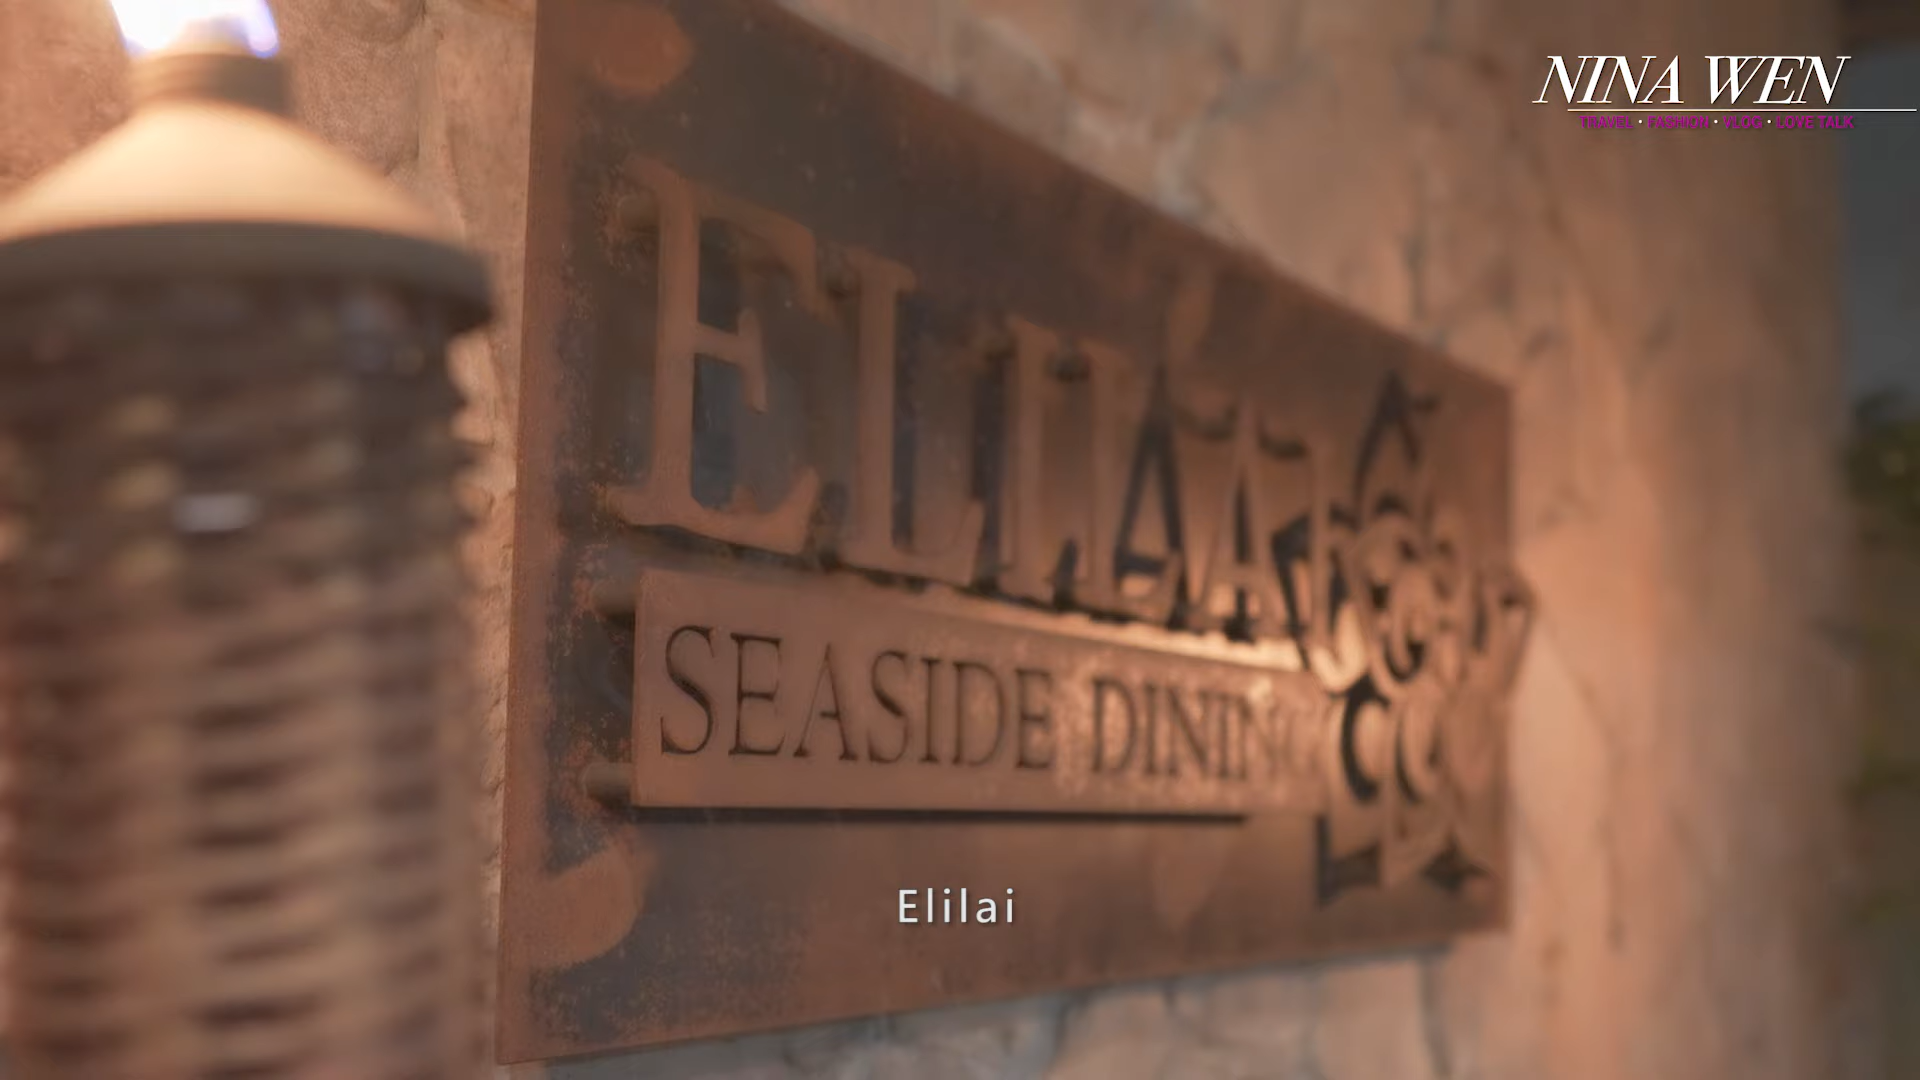 NINA WEN
TRAVEL • FASHION • VLOG • LOVE TALK
ELILAI
SEASIDE DINING
Elilai